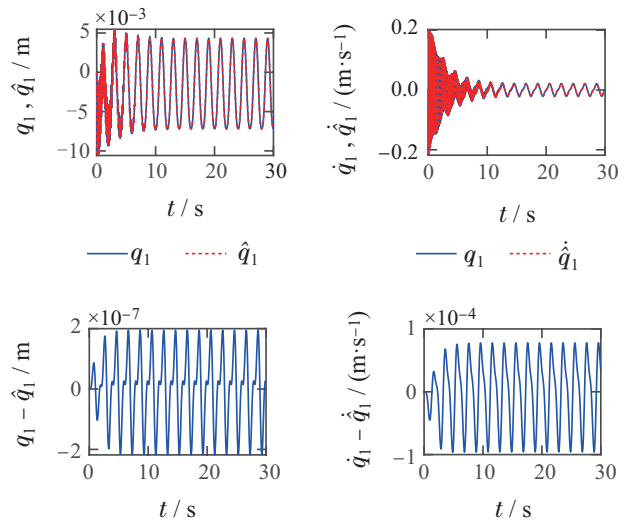 ×10⁻³
5
0
−5
−10
0 10 20 30
q₁ , q̂₁ / m
t / s
q₁ q̂₁
0.2
0.0
−0.2
0 10 20 30
q̇₁ , q̂̇₁ / (m·s⁻¹)
t / s
q₁ q̂̇₁
×10⁻⁷
2
0
−2
0 10 20 30
q₁ − q̂₁ / m
t / s
×10⁻⁴
1
0
−1
0 10 20 30
q̇₁ − q̂̇₁ / (m·s⁻¹)
t / s